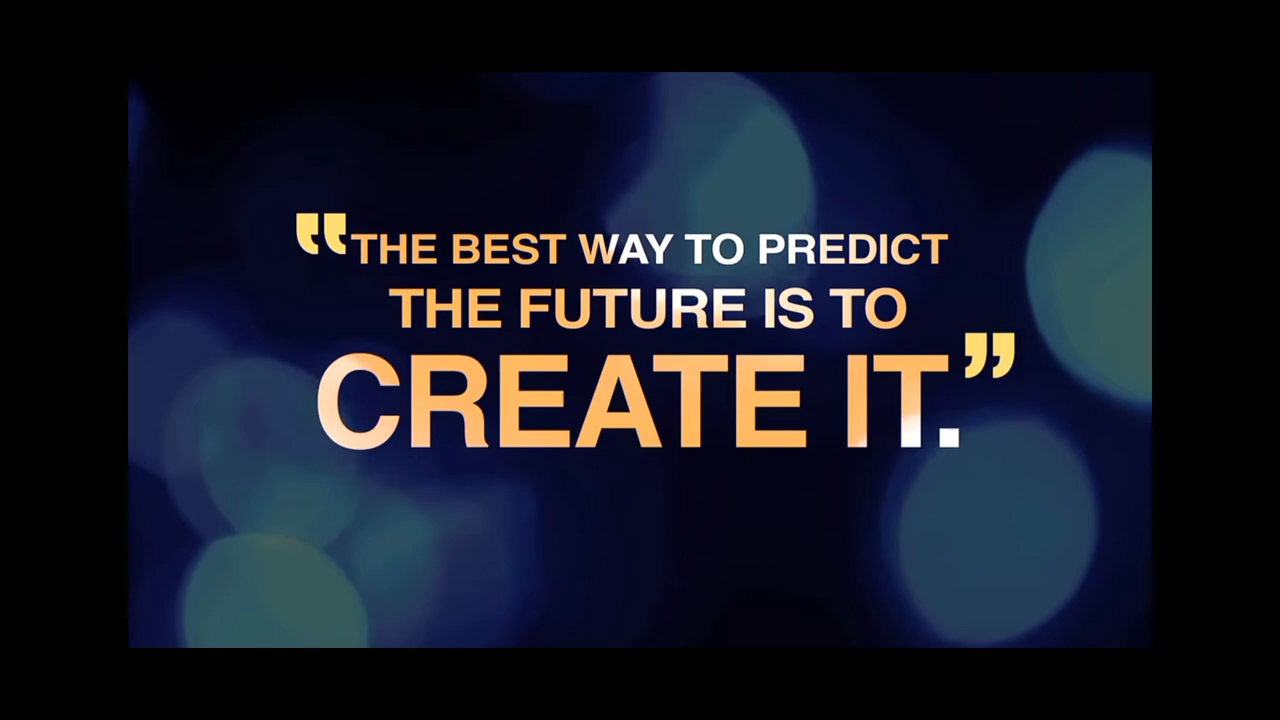 “THE BEST WAY TO PREDICT
THE FUTURE IS TO
CREATE IT.”